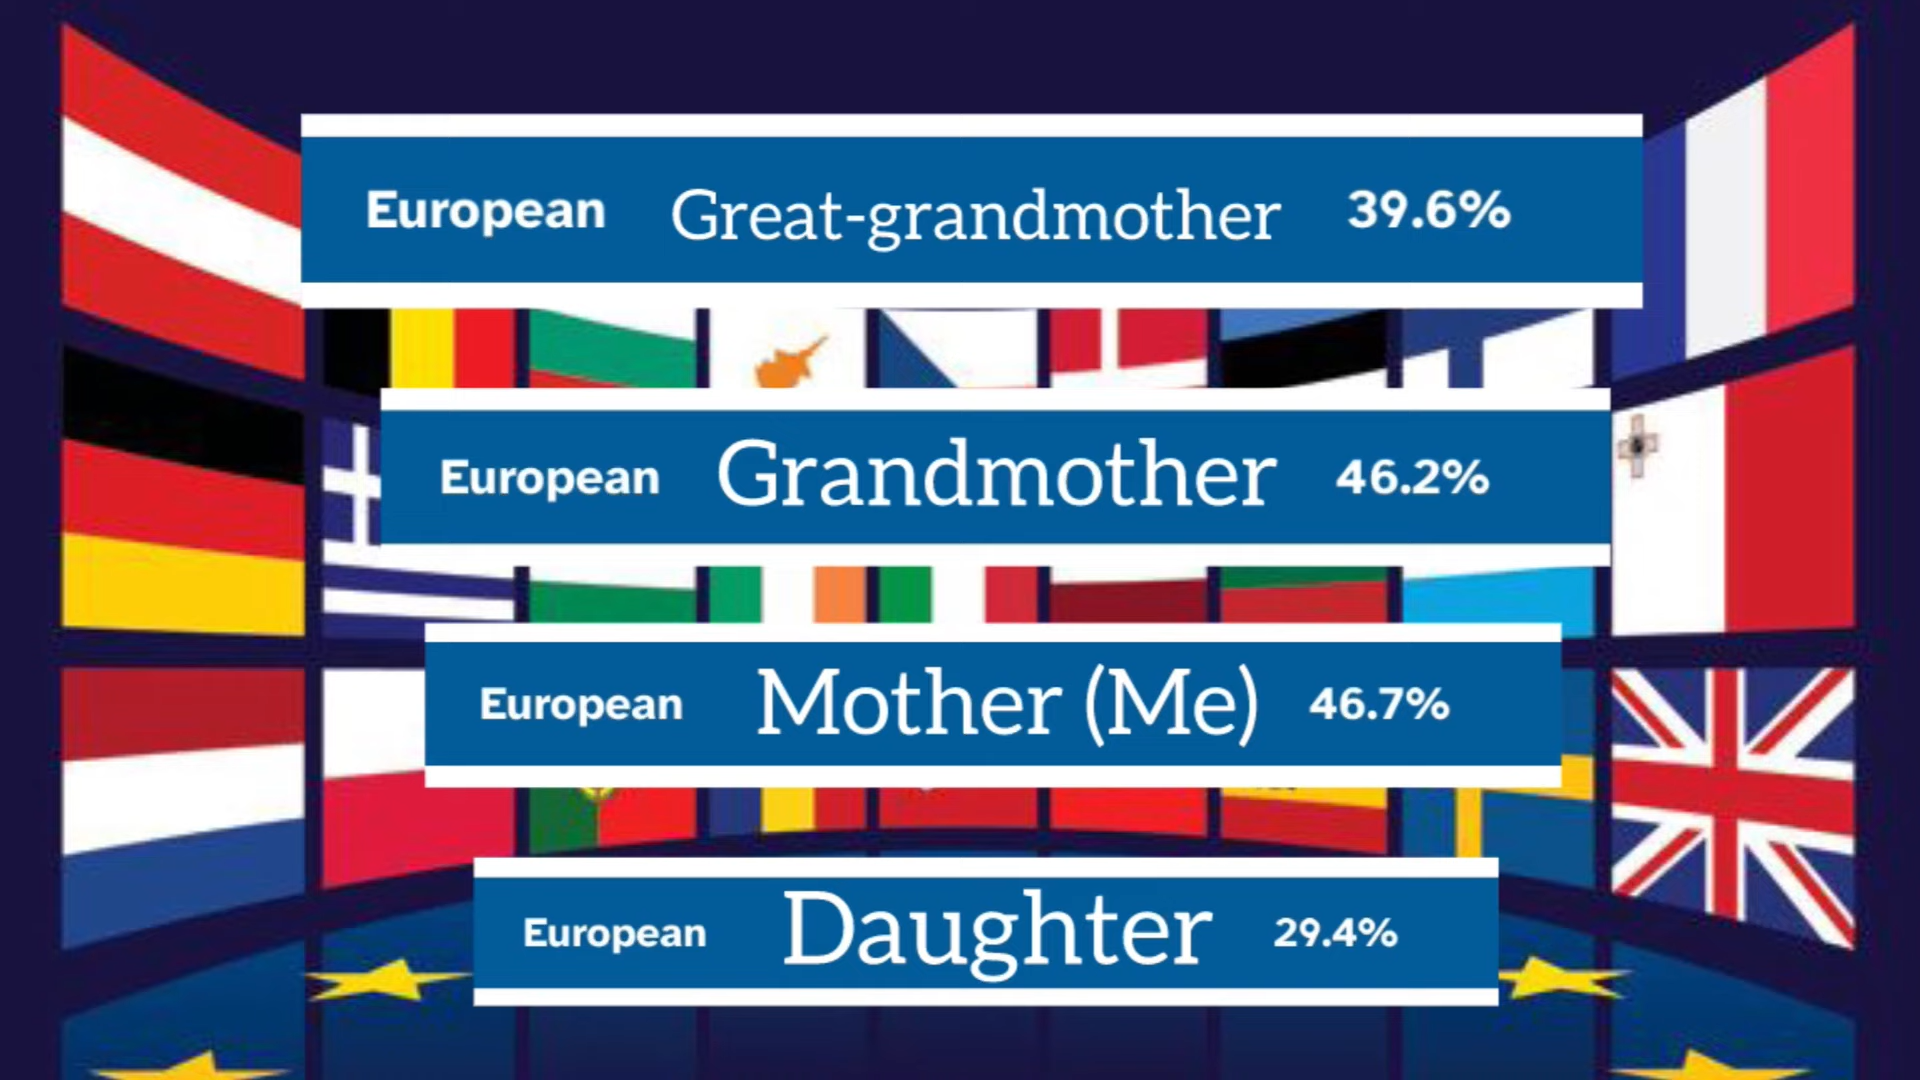 European Great-grandmother 39.6%
European Grandmother 46.2%
European Mother (Me) 46.7%
European Daughter 29.4%